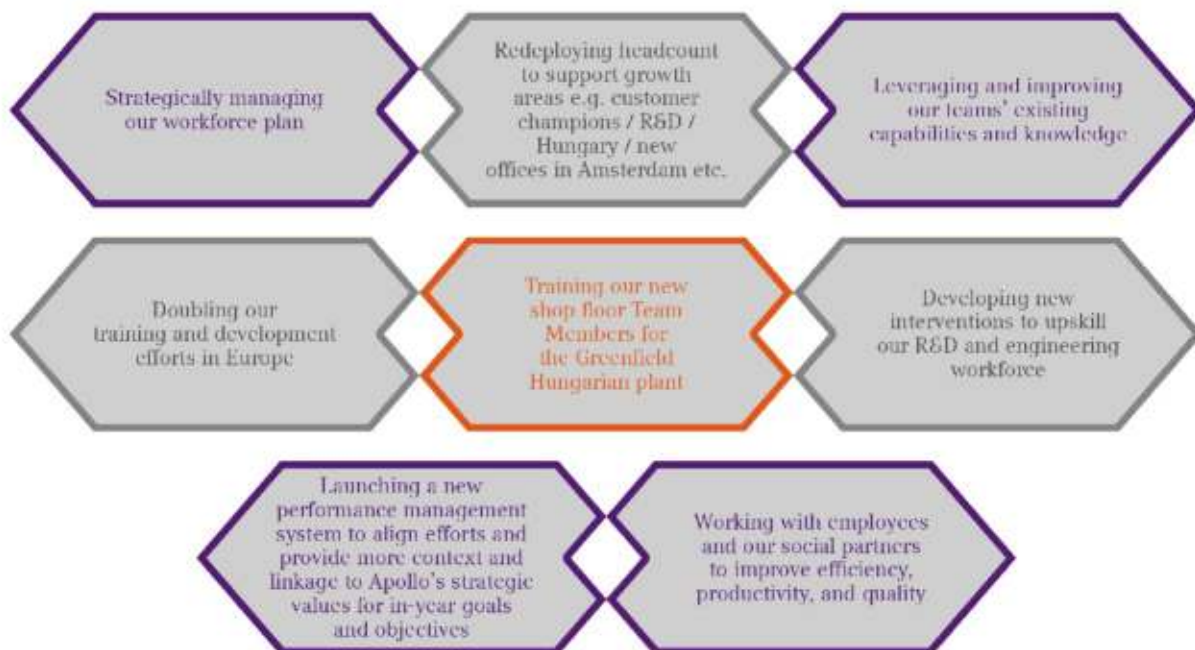 Strategically managing
our workforce plan
Redeploying headcount
to support growth
areas e.g. customer
champions / R&D /
Hungary / new
offices in Amsterdam etc.
Leveraging and improving
our teams' existing
capabilities and knowledge
Doubling our
training and development
efforts in Europe
Training our new
shop floor Team
Members for
the Greenfield
Hungarian plant
Developing new
interventions to upskill
our R&D and engineering
workforce
Launching a new
performance management
system to align efforts and
provide more context and
linkage to Apollo's strategic
values for in-year goals
and objectives
Working with employees
and our social partners
to improve efficiency,
productivity, and quality